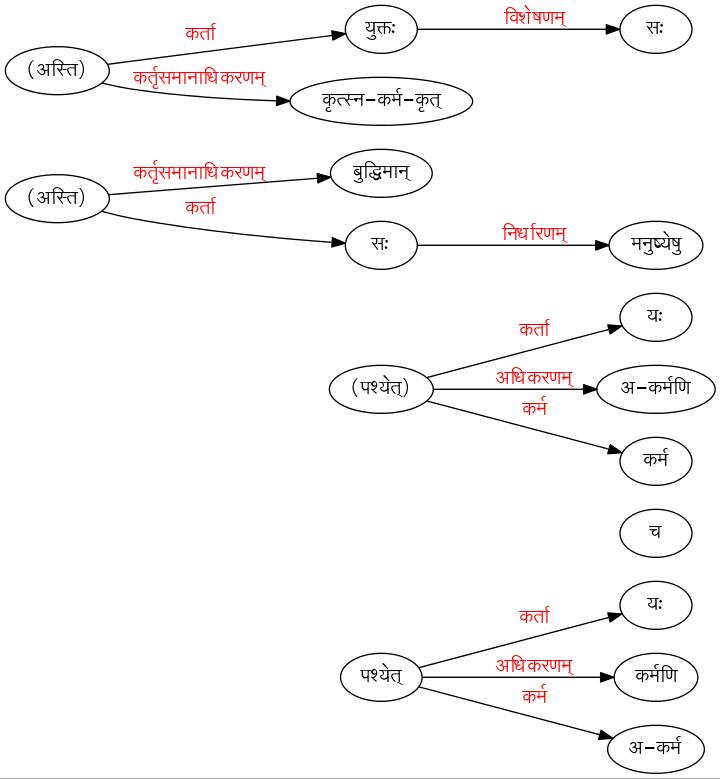 कर्ता
युक्तः
विशेषणम्
सः
(अस्ति)
कर्तृसमानाधिकरणम्
कृत्स्न-कर्म-कृत्
कर्तृसमानाधिकरणम्
बुद्धिमान्
(अस्ति)
कर्ता
सः
निर्धारणम्
मनुष्येषु
यः
कर्ता
(पश्येत्)
अधिकरणम्
अ-कर्मणि
कर्म
कर्म
च
यः
कर्ता
पश्येत्
अधिकरणम्
कर्मणि
कर्म
अ-कर्म